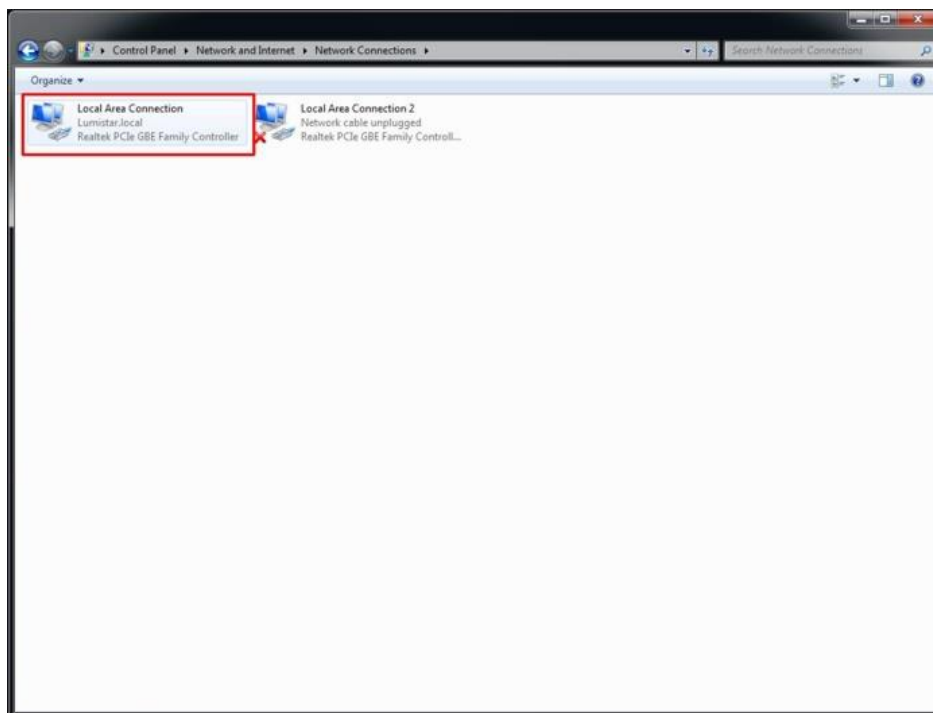 Control Panel ▸ Network and Internet ▸ Network Connections ▸
Search Network Connections
Organize
Local Area Connection
Lumistar.local
Realtek PCIe GBE Family Controller
Local Area Connection 2
Network cable unplugged
Realtek PCIe GBE Family Controll...